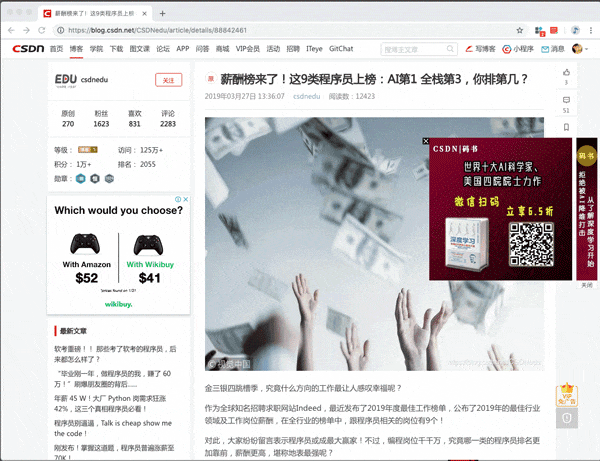 薪酬榜来了！这9类程序员上榜：
https://blog.csdn.net/CSDNedu/article/details/88842461
CSDN 首页 博客 学院 下载 图文课 论坛 APP 问答 商城 VIP会员 活动 招聘 ITeye GitChat 搜博主文章 写博客 小程序 消息
EDU csdnedu 关注
原创 粉丝 喜欢 评论
270 1623 831 2283
等级： 访问： 125万+
积分： 1万+ 排名： 2055
勋章：
Which would you choose?
With Amazon With Wikibuy
$52 $41
wikibuy.
最新文章
软考重磅！！那些考了软考的程序员，后来都怎么样了？
“毕业刚一年，做程序员的我，赚了 60 万！”刷爆朋友圈的背后......
年薪 45 W！大厂 Python 岗需求狂涨 42%，这三个真相程序员必看！
程序员别逼逼，Talk is cheap show me the code！
刚发布！掌握这道题，程序员普遍涨薪至 70K！
原 薪酬榜来了！这9类程序员上榜：AI第1 全栈第3，你排第几？
2019年03月27日 13:36:07 csdnedu 阅读数：12423
© 视觉中国
金三银四跳槽季，究竟什么方向的工作最让人感叹幸福呢？
作为全球知名招聘求职网站Indeed，最近发布了2019年度最佳工作榜单，公布了2019年的最佳行业领域及工作岗位薪酬，在全行业的榜单中，跟程序员相关的岗位有9个！
对此，大家纷纷留言表示程序员或成最大赢家！不过，编程岗位千千万，究竟哪一类的程序员排名更加靠前，薪酬更高，堪称地表最强呢？
3
51
CSDN|码书
世界十大AI科学家、
美国四院院士力作
微信扫码
立享6.5折
深度学习
码书
拒绝被AI降维打击
从了解深度学习开始
关闭
VIP
免广告